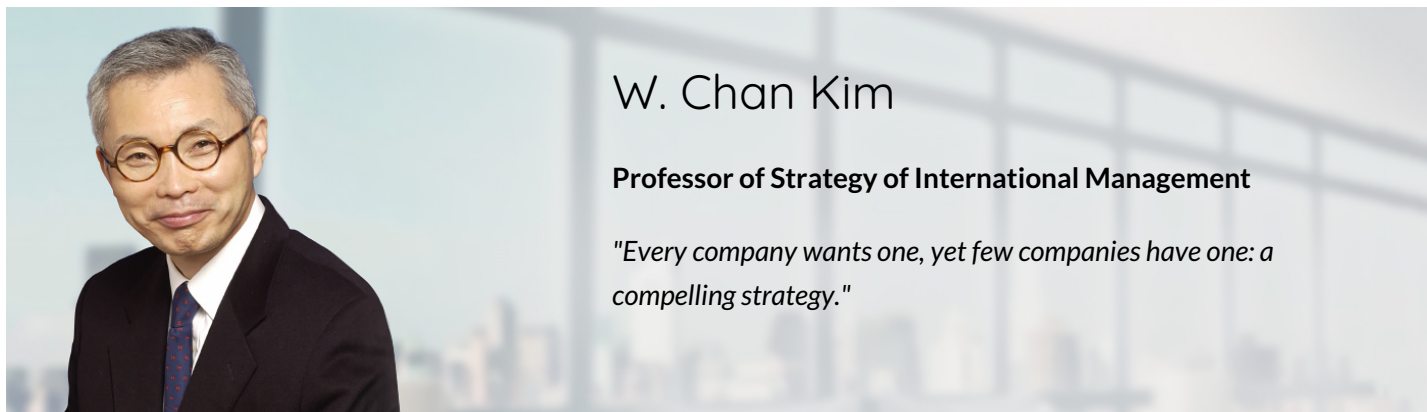 W. Chan Kim
Professor of Strategy of International Management
"Every company wants one, yet few companies have one: a
compelling strategy."